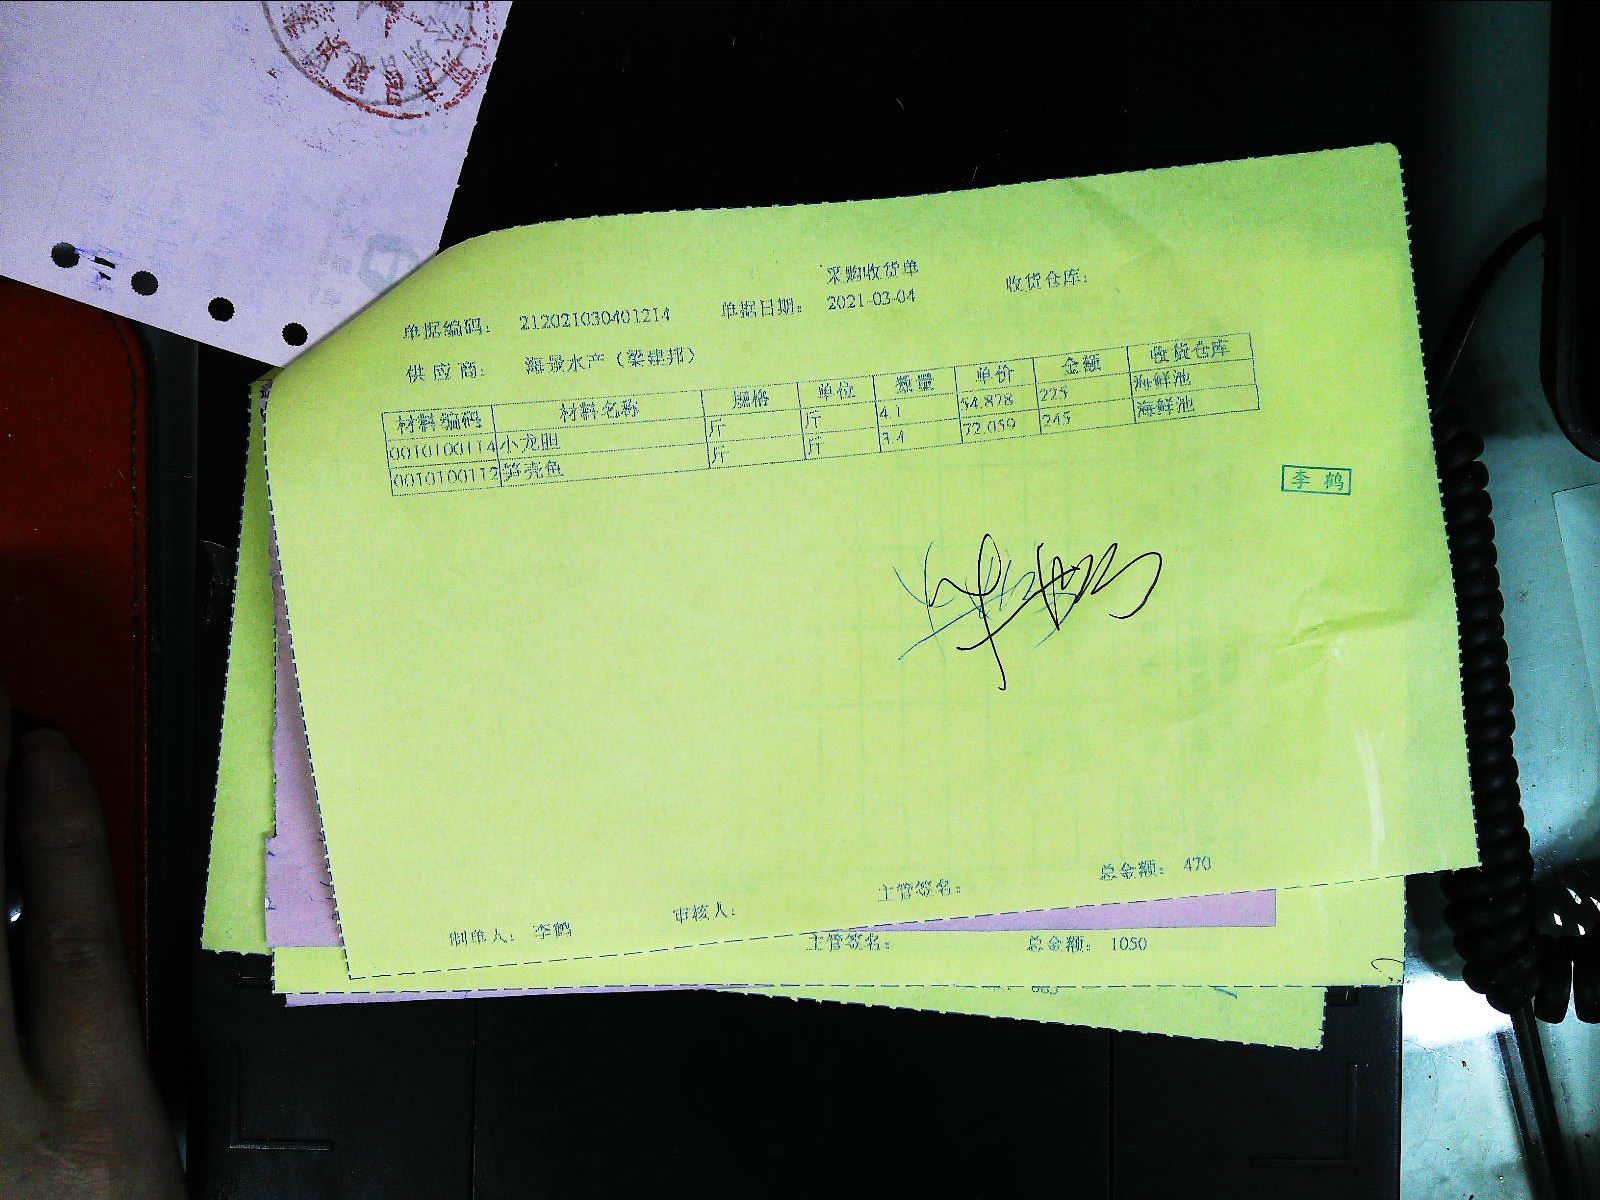 采购收货单
单据编码： 212021030401214 单据日期： 2021-03-04 收货仓库：
供应商： 海景水产（梁建邦）
材料编码 材料名称 规格 单位 数量 单价 金额 收货仓库
0010100114 小龙胆 斤 斤 4.1 54.878 225 海鲜池
0010100112 笋壳鱼 斤 斤 3.4 72.059 245 海鲜池
李鹤
制单人： 李鹤 审核人： 主管签名： 总金额： 470
主管签名： 总金额： 1050